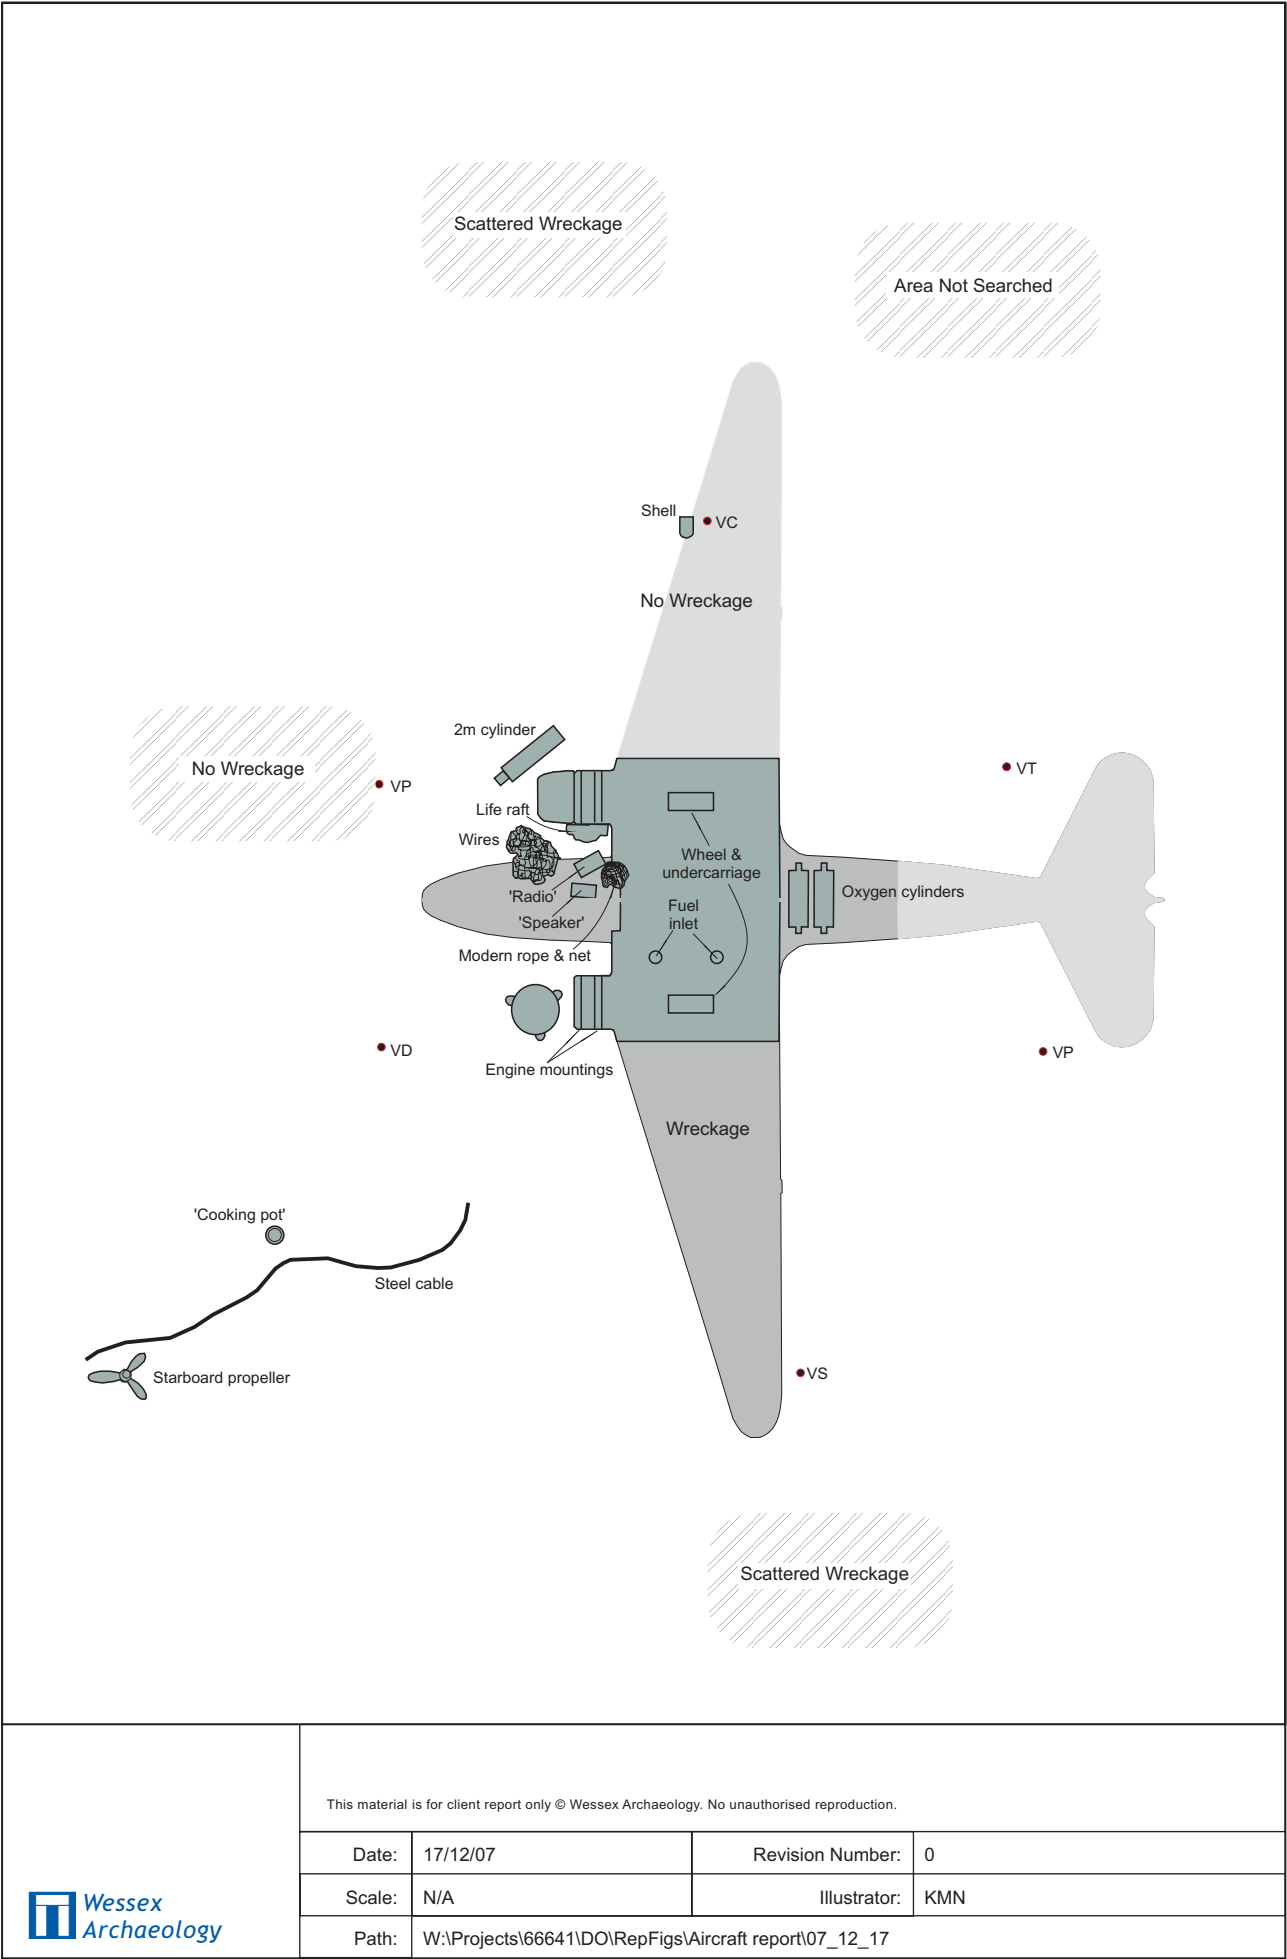 Scattered Wreckage
Area Not Searched
Shell
VC
No Wreckage
2m cylinder
No Wreckage
VP
VT
Life raft
Wires
Wheel &
undercarriage
'Radio'
Oxygen cylinders
'Speaker'
Fuel
inlet
Modern rope & net
VD
VP
Engine mountings
Wreckage
'Cooking pot'
Steel cable
Starboard propeller
VS
Scattered Wreckage
This material is for client report only © Wessex Archaeology. No unauthorised reproduction.
Date: 17/12/07 Revision Number: 0
Scale: N/A Illustrator: KMN
Path: W:\Projects\66641\DO\RepFigs\Aircraft report\07_12_17
Wessex
Archaeology